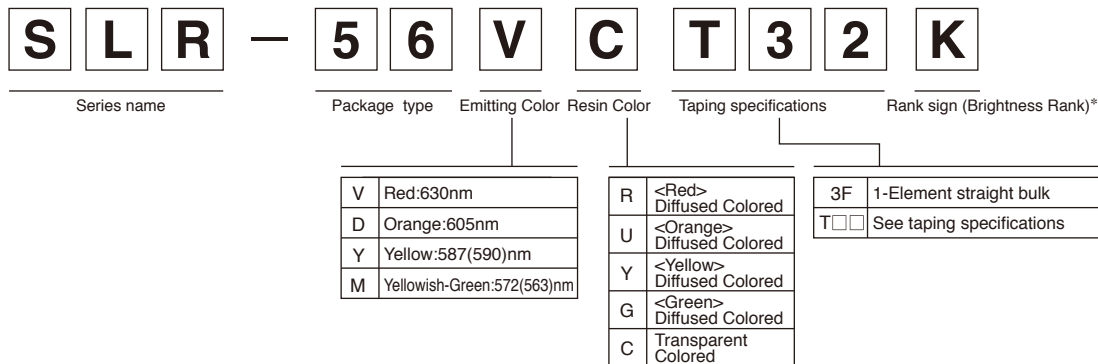 S L R — 5 6 V C T 3 2 K
Series name Package type Emitting Color Resin Color Taping specifications Rank sign (Brightness Rank)*
V Red:630nm
D Orange:605nm
Y Yellow:587(590)nm
M Yellowish-Green:572(563)nm
R <Red>
Diffused Colored
U <Orange>
Diffused Colored
Y <Yellow>
Diffused Colored
G <Green>
Diffused Colored
C Transparent
Colored
3F 1-Element straight bulk
T□□ See taping specifications